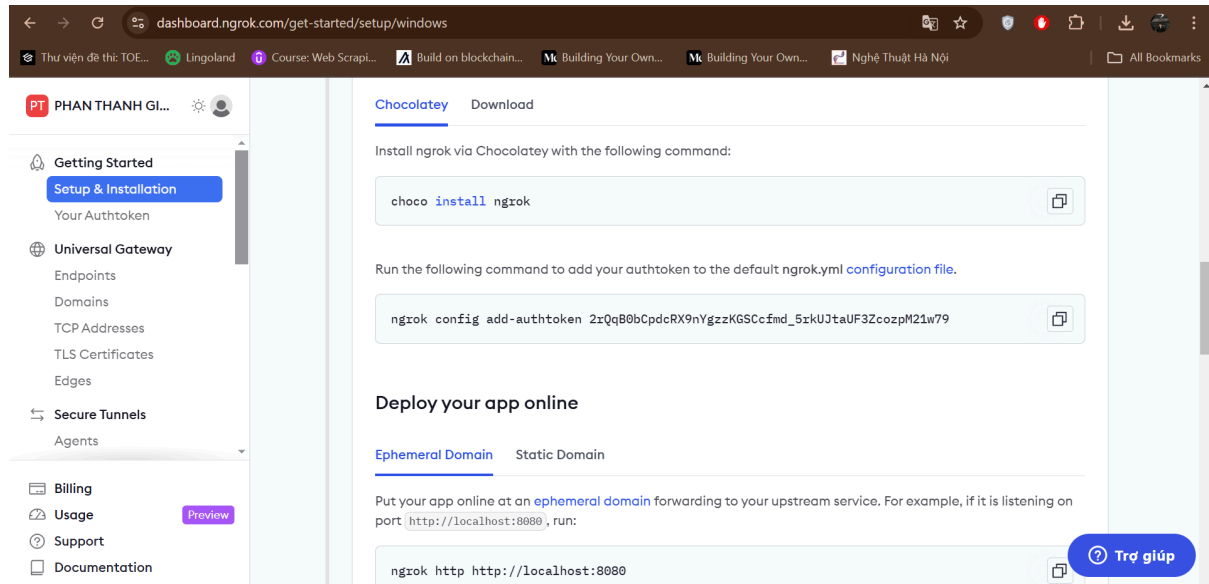 dashboard.ngrok.com/get-started/setup/windows
Thư viện đề thi: TOE...
Lingoland
Course: Web Scrapi...
Build on blockchain...
Building Your Own...
Building Your Own...
Nghệ Thuật Hà Nội
All Bookmarks
PT PHAN THANH GI...
Getting Started
Setup & Installation
Your Authtoken
Universal Gateway
Endpoints
Domains
TCP Addresses
TLS Certificates
Edges
Secure Tunnels
Agents
Billing
Usage Preview
Support
Documentation
Chocolatey Download
Install ngrok via Chocolatey with the following command:
choco install ngrok
Run the following command to add your authtoken to the default ngrok.yml configuration file.
ngrok config add-authtoken 2rQqB0bCpdcRX9nYgzzKGSCcfmd_5rkUJtaUF3ZcozpM21w79
Deploy your app online
Ephemeral Domain Static Domain
Put your app online at an ephemeral domain forwarding to your upstream service. For example, if it is listening on
port http://localhost:8080, run:
ngrok http http://localhost:8080
Trợ giúp